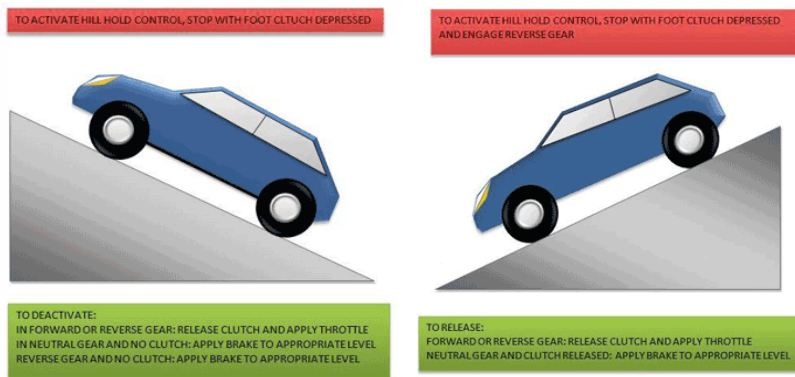 TO ACTIVATE HILL HOLD CONTROL, STOP WITH FOOT CLTUCH DEPRESSED
TO ACTIVATE HILL HOLD CONTROL, STOP WITH FOOT CLTUCH DEPRESSED
AND ENGAGE REVERSE GEAR
TO DEACTIVATE:
IN FORWARD OR REVERSE GEAR: RELEASE CLUTCH AND APPLY THROTTLE
IN NEUTRAL GEAR AND NO CLUTCH: APPLY BRAKE TO APPROPRIATE LEVEL
REVERSE GEAR AND NO CLUTCH: APPLY BRAKE TO APPROPRIATE LEVEL
TO RELEASE:
FORWARD OR REVERSE GEAR: RELEASE CLUTCH AND APPLY THROTTLE
NEUTRAL GEAR AND CLUTCH RELEASED: APPLY BRAKE TO APPROPRIATE LEVEL